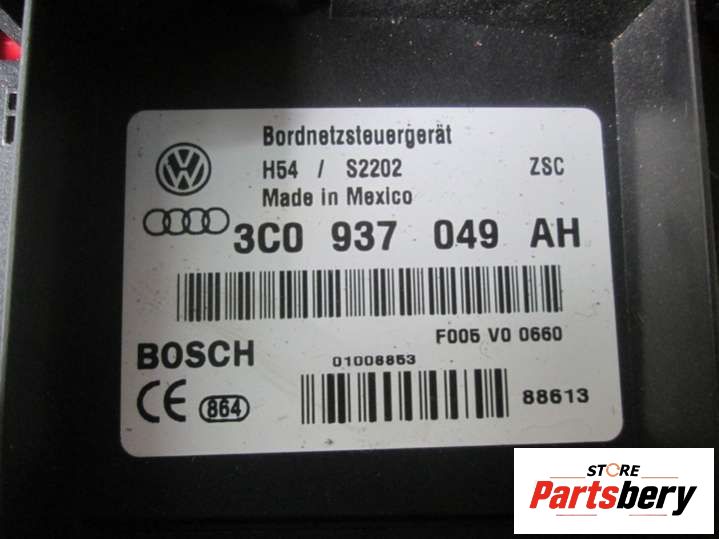 Bordnetzsteuergerät
H54 / S2202 ZSC
Made in Mexico
3C0 937 049 AH
F005 V0 0660
BOSCH
01008853
CE 864
88613
STORE
Partsbery